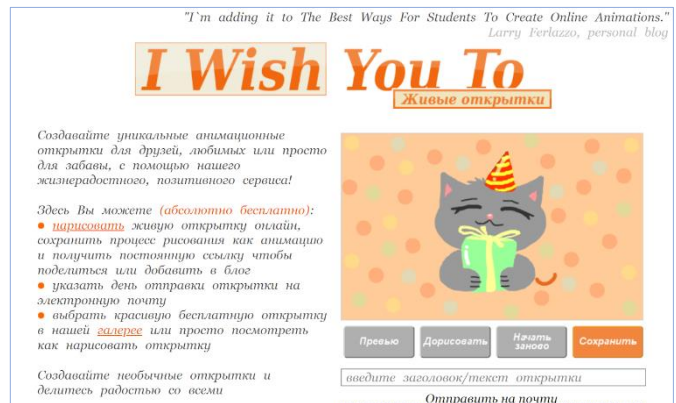 "I`m adding it to The Best Ways For Students To Create Online Animations."
Larry Ferlazzo, personal blog
I Wish You To
Живые открытки
Создавайте уникальные анимационные
открытки для друзей, любимых или просто
для забавы, с помощью нашего
жизнерадостного, позитивного сервиса!
Здесь Вы можете (абсолютно бесплатно):
● нарисовать живую открытку онлайн,
сохранить процесс рисования как анимацию
и получить постоянную ссылку чтобы
поделиться или добавить в блог
● указать день отправки открытки на
электронную почту
● выбрать красивую бесплатную открытку
в нашей галерее или просто посмотреть
как нарисовать открытку
Создавайте необычные открытки и
делитесь радостью со всеми
Превью
Дорисовать
Начать
заново
Сохранить
введите заголовок/текст открытки
Отправить на почту